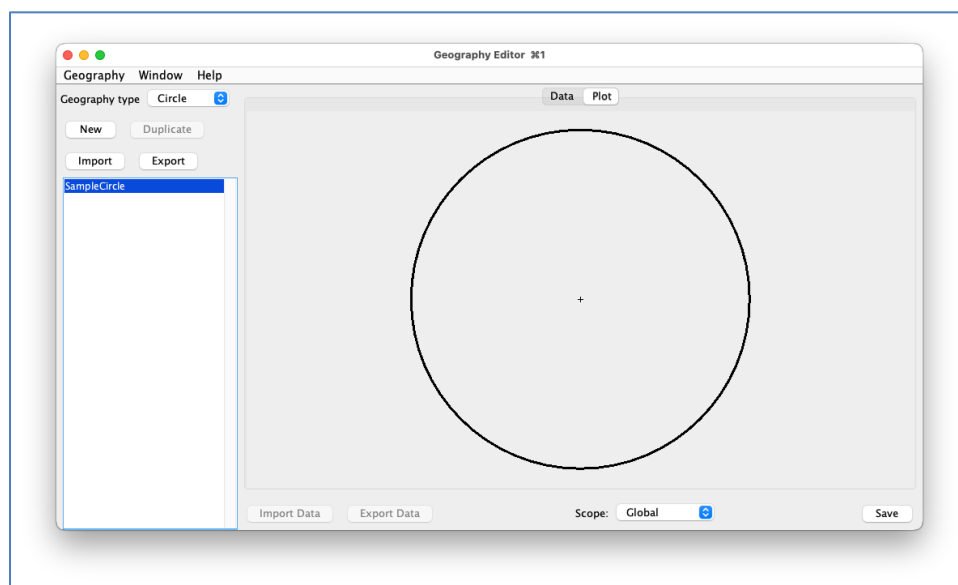 Geography Editor ⌘1
Geography Window Help
Geography type Circle
Data Plot
New Duplicate
Import Export
SampleCircle
Import Data Export Data Scope: Global Save